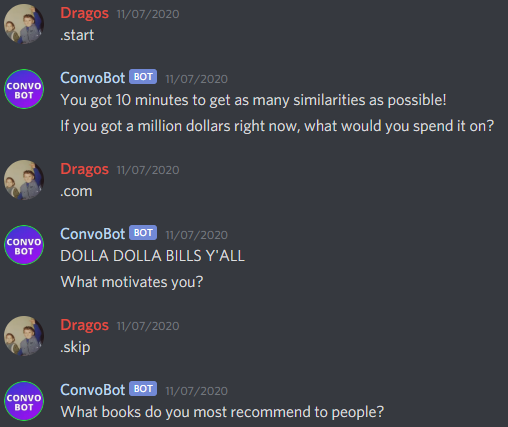 Dragos 11/07/2020
.start
CONVO
BOT
ConvoBot BOT 11/07/2020
You got 10 minutes to get as many similarities as possible!
If you got a million dollars right now, what would you spend it on?
Dragos 11/07/2020
.com
CONVO
BOT
ConvoBot BOT 11/07/2020
DOLLA DOLLA BILLS Y'ALL
What motivates you?
Dragos 11/07/2020
.skip
CONVO
BOT
ConvoBot BOT 11/07/2020
What books do you most recommend to people?